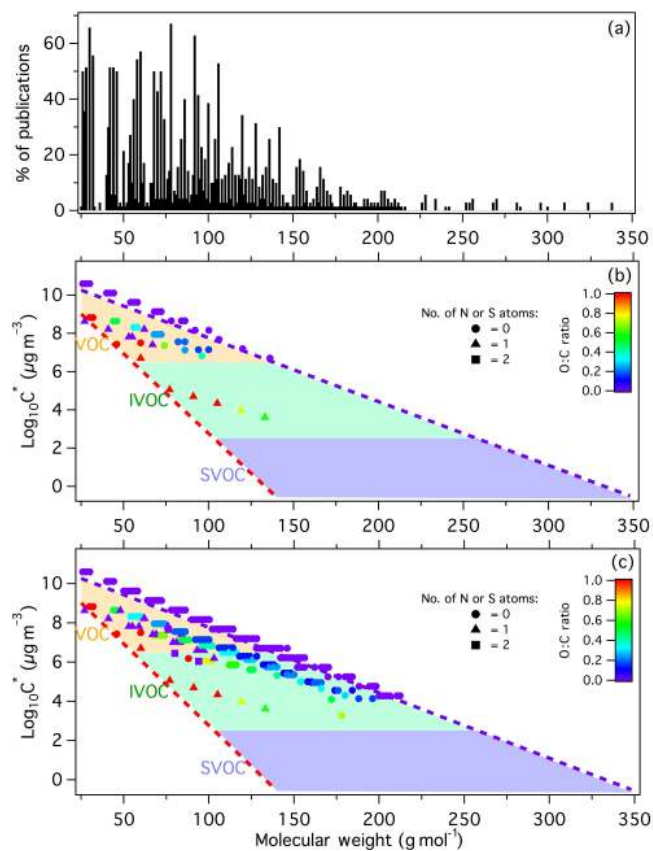 (a)
% of publications
60
40
20
0
50 100 150 200 250 300 350
(b)
Log10C* (µg m−3)
10
8
6
4
2
0
VOC
IVOC
SVOC
No. of N or S atoms:
= 0
= 1
= 2
O:C ratio
1.0
0.8
0.6
0.4
0.2
0.0
50 100 150 200 250 300 350
(c)
Log10C* (µg m−3)
10
8
6
4
2
0
VOC
IVOC
SVOC
No. of N or S atoms:
= 0
= 1
= 2
O:C ratio
1.0
0.8
0.6
0.4
0.2
0.0
50 100 150 200 250 300 350
Molecular weight (g mol-1)